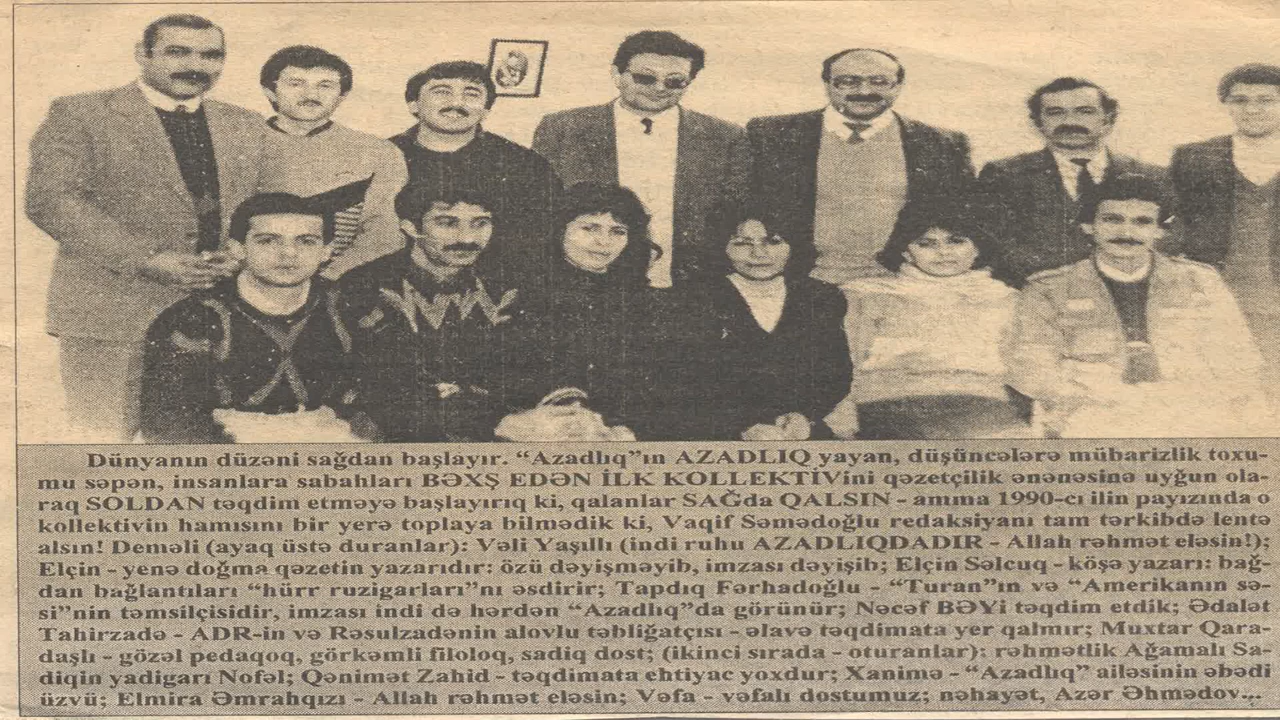 Dünyanın düzəni sağdan başlayır. “Azadlıq”ın AZADLIQ yayan, düşüncələrə mübarizlik toxu-
mu səpən, insanlara sabahları BƏXŞ EDƏN İLK KOLLEKTİVini qəzetçilik ənənəsinə uyğun ola-
raq SOLDAN təqdim etməyə başlayırıq ki, qalanlar SAĞda QALSIN - amma 1990-cı ilin payızında o
kollektivin hamısını bir yerə toplaya bilmədik ki, Vaqif Səmədoğlu redaksiyanı tam tərkibdə lentə
alsın! Deməli (ayaq üstə duranlar): Vəli Yaşıllı (indi ruhu AZADLIQDADIR - Allah rəhmət eləsin!);
Elçin - yenə doğma qəzetin yazarıdır: özü dəyişməyib, imzası dəyişib; Elçin Səlcuq - köşə yazarı: bağ-
dan bağlantıları “hürr ruzigarları”nı əsdirir; Tapdıq Fərhadoğlu - “Turan”ın və “Amerikanın sə-
si”nin təmsilçisidir, imzası indi də hərdən “Azadlıq”da görünür; Nəcəf BƏYi təqdim etdik; Ədalət
Tahirzadə - ADR-in və Rəsulzadənin alovlu təbliğatçısı - əlavə təqdimata yer qalmır; Muxtar Qara-
daşlı - gözəl pedaqoq, görkəmli filoloq, sadiq dost; (ikinci sırada - oturanlar): rəhmətlik Ağamalı Sa-
diqin yadigarı Nofəl; Qənimət Zahid - təqdimata ehtiyac yoxdur; Xanimə - “Azadlıq” ailəsinin əbədi
üzvü; Elmira Əmrahqızı - Allah rəhmət eləsin; Vəfa - vəfalı dostumuz; nəhayət, Azər Əhmədov...